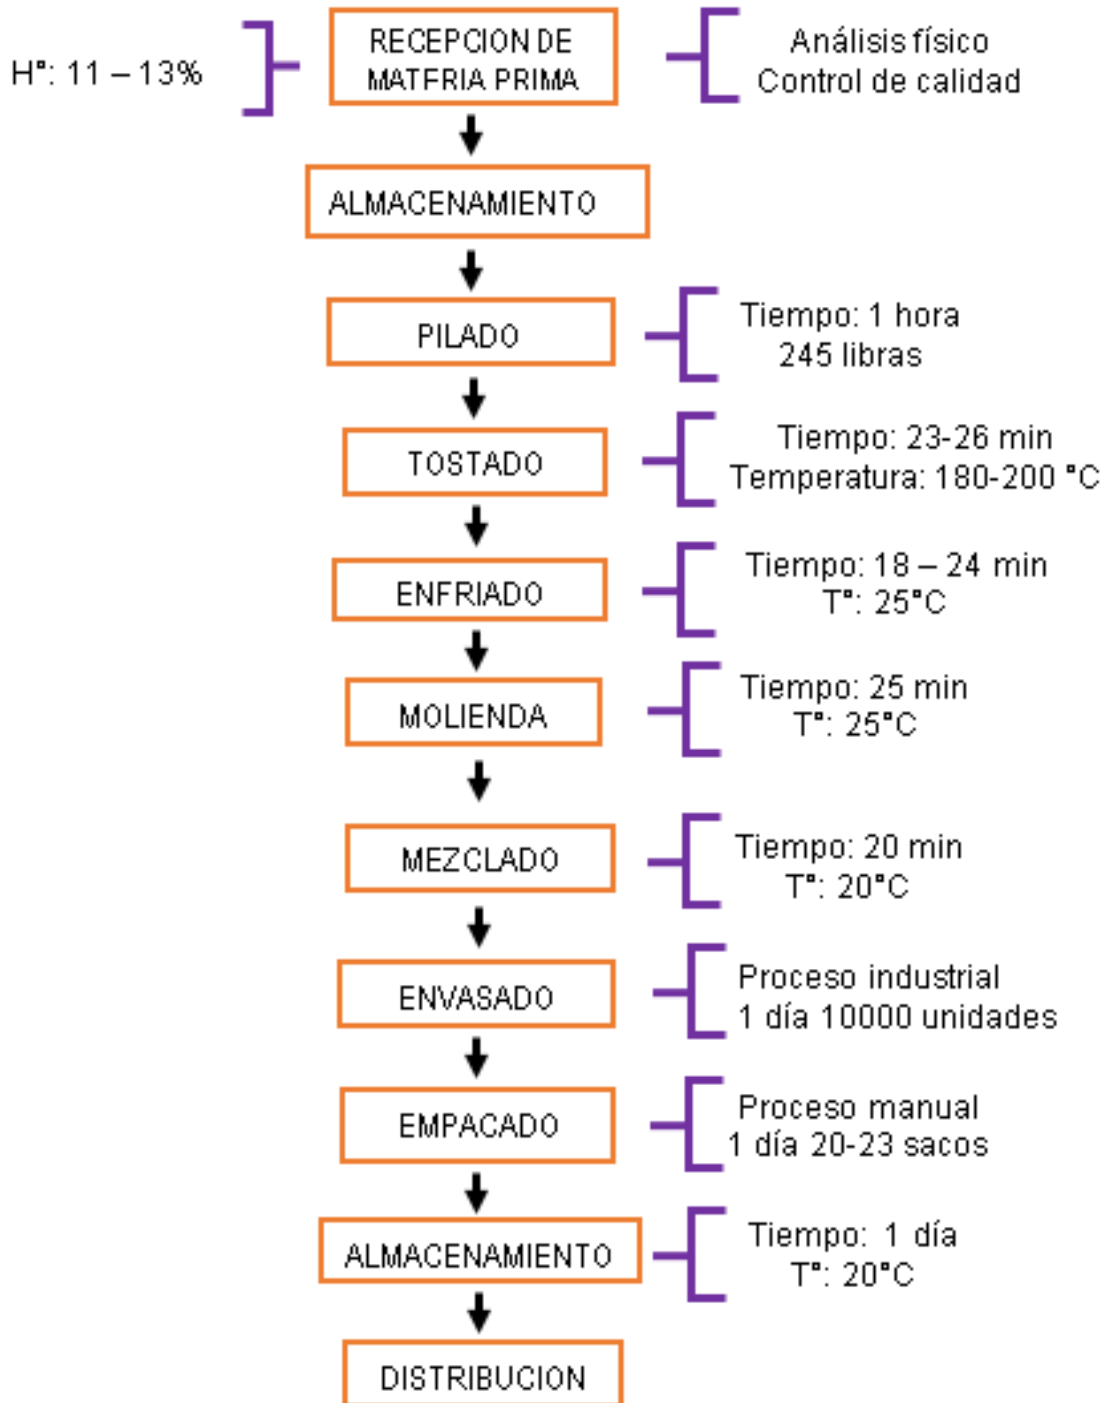 H°: 11 – 13%
RECEPCION DE
MATERIA PRIMA
Análisis físico
Control de calidad
ALMACENAMIENTO
PILADO
Tiempo: 1 hora
245 libras
TOSTADO
Tiempo: 23-26 min
Temperatura: 180-200 °C
ENFRIADO
Tiempo: 18 – 24 min
T°: 25°C
MOLIENDA
Tiempo: 25 min
T°: 25°C
MEZCLADO
Tiempo: 20 min
T°: 20°C
ENVASADO
Proceso industrial
1 día 10000 unidades
EMPACADO
Proceso manual
1 día 20-23 sacos
ALMACENAMIENTO
Tiempo: 1 día
T°: 20°C
DISTRIBUCION